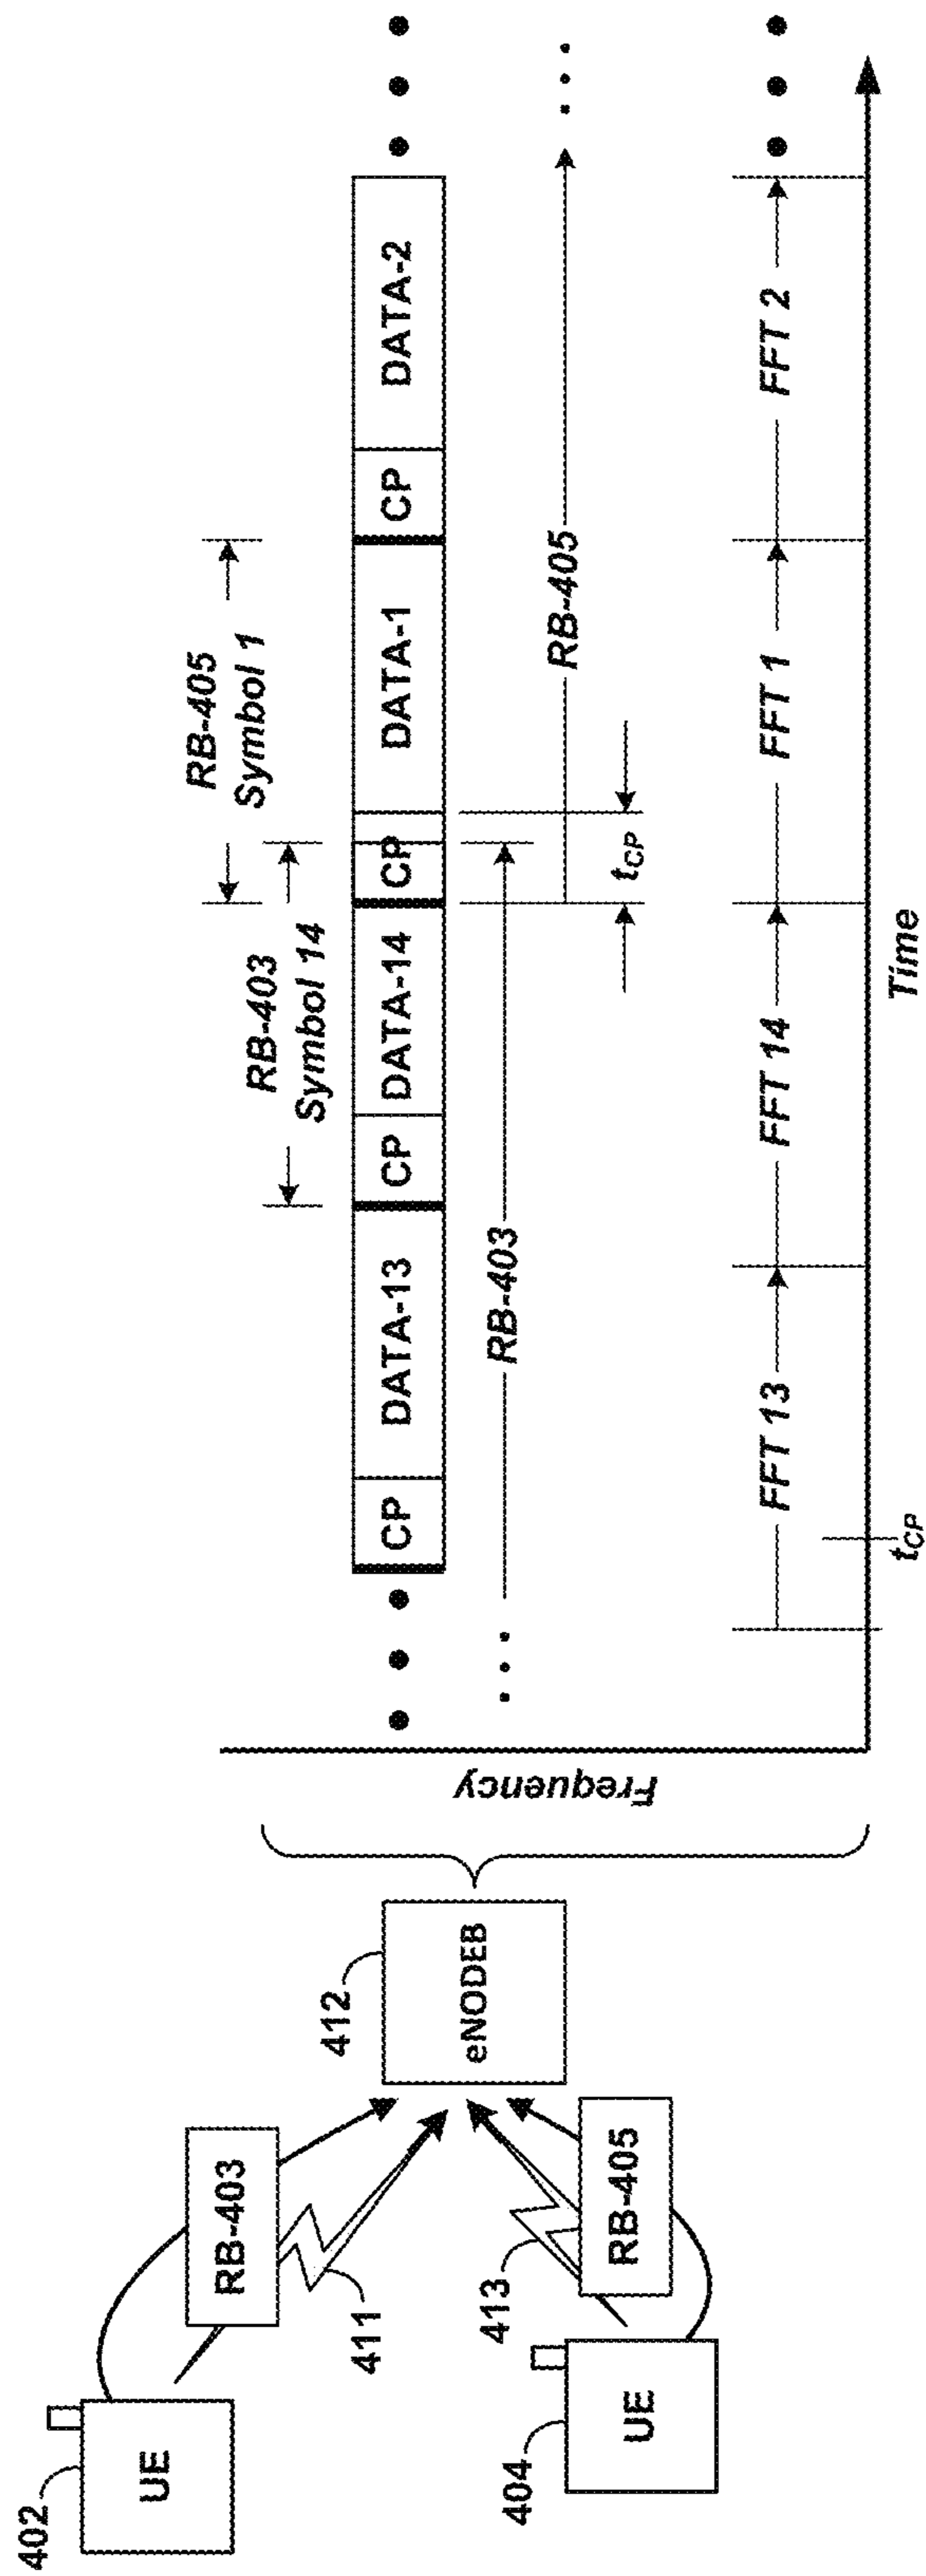 402
UE
RB-403
411
404
UE
RB-405
413
412
eNODEB
Frequency
RB-403
Symbol 14
RB-405
Symbol 1
CP
DATA-13
CP
DATA-14
CP
DATA-1
CP
DATA-2
RB-403
RB-405
tCP
FFT 13
FFT 14
FFT 1
FFT 2
tCP
Time